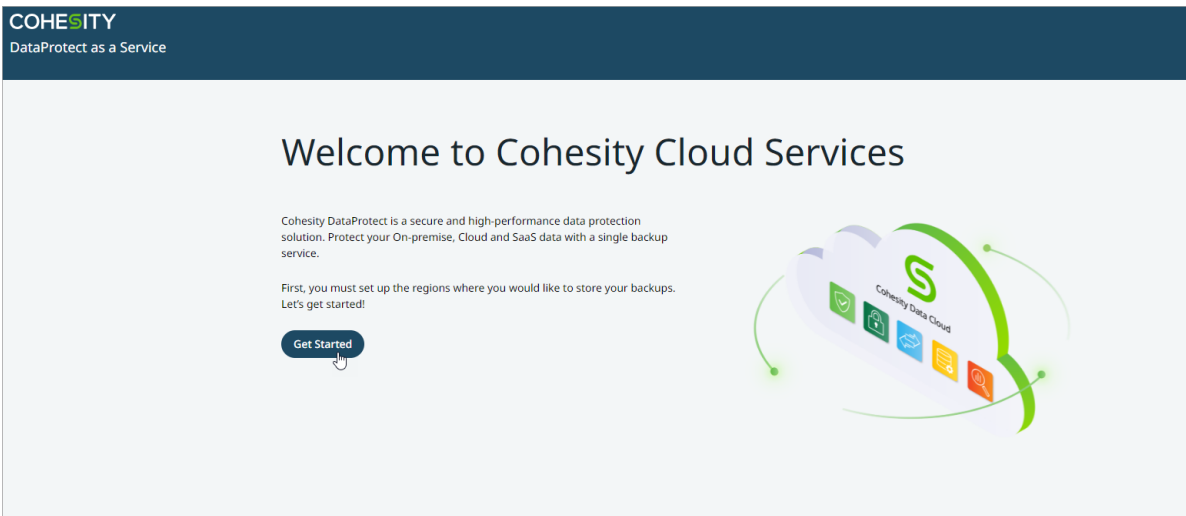 COHESITY
DataProtect as a Service
Welcome to Cohesity Cloud Services
Cohesity DataProtect is a secure and high-performance data protection
solution. Protect your On-premise, Cloud and SaaS data with a single backup
service.
First, you must set up the regions where you would like to store your backups.
Let's get started!
Get Started
Cohesity Data Cloud